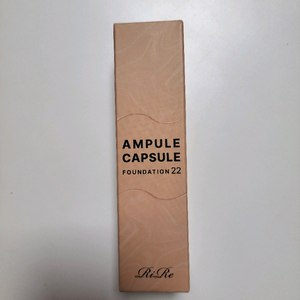 AMPULE
CAPSULE
FOUNDATION 22
RiRe